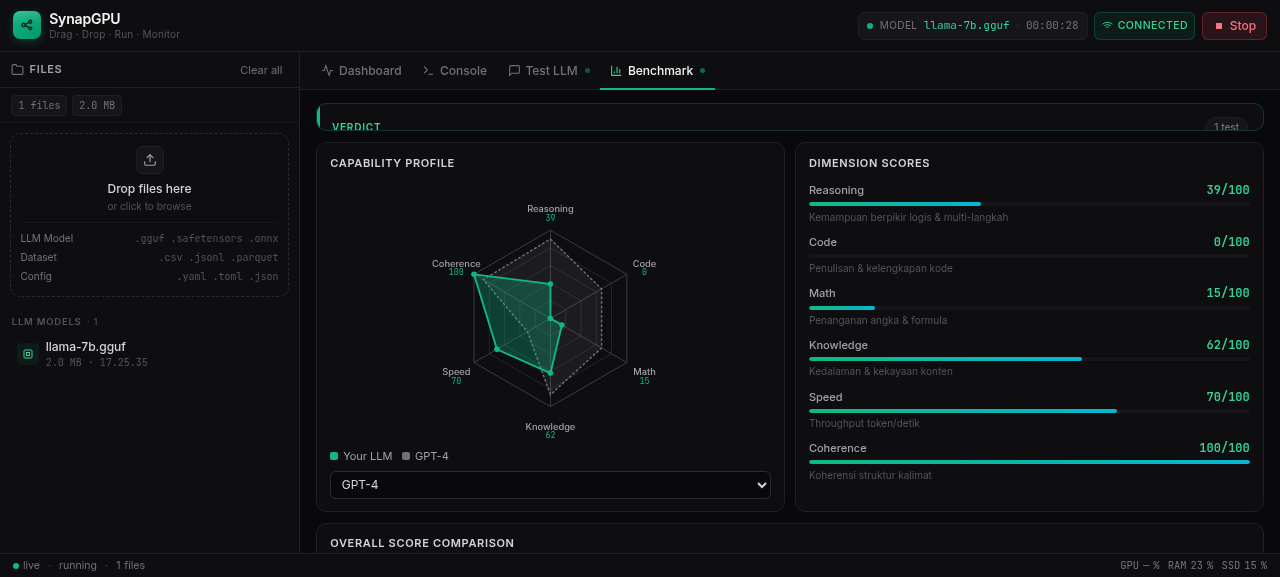 SynapGPU
Drag · Drop · Run · Monitor
MODEL llama-7b.gguf · 00:00:28
CONNECTED
Stop
FILES
Clear all
Dashboard
Console
Test LLM
Benchmark
1 files
2.0 MB
Drop files here
or click to browse
LLM Model .gguf .safetensors .onnx
Dataset .csv .jsonl .parquet
Config .yaml .toml .json
LLM MODELS · 1
llama-7b.gguf
2.0 MB · 17.25.35
VERDICT
1 test
CAPABILITY PROFILE
Reasoning
39
Coherence
100
Code
0
Speed
70
Math
15
Knowledge
62
Your LLM
GPT-4
GPT-4
DIMENSION SCORES
Reasoning 39/100
Kemampuan berpikir logis & multi-langkah
Code 0/100
Penulisan & kelengkapan kode
Math 15/100
Penanganan angka & formula
Knowledge 62/100
Kedalaman & kekayaan konten
Speed 70/100
Throughput token/detik
Coherence 100/100
Koherensi struktur kalimat
OVERALL SCORE COMPARISON
live · running · 1 files
GPU — % RAM 23 % SSD 15 %